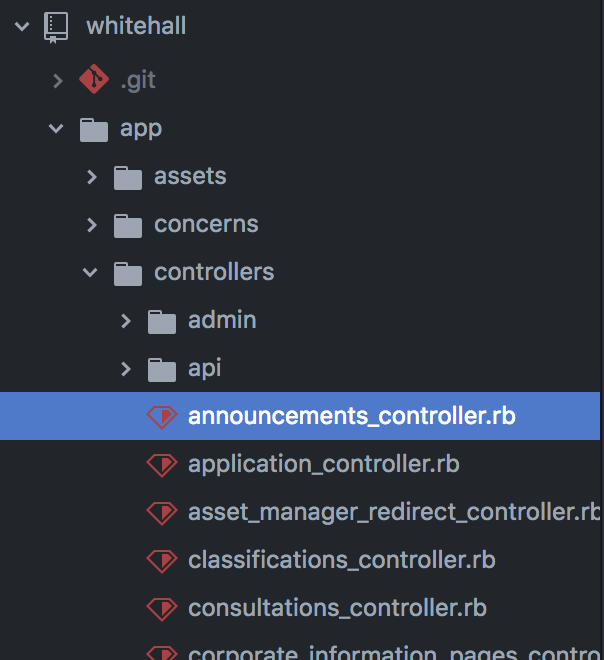 whitehall
.git
app
assets
concerns
controllers
admin
api
announcements_controller.rb
application_controller.rb
asset_manager_redirect_controller.rb
classifications_controller.rb
consultations_controller.rb
corporate_information_pages_contro